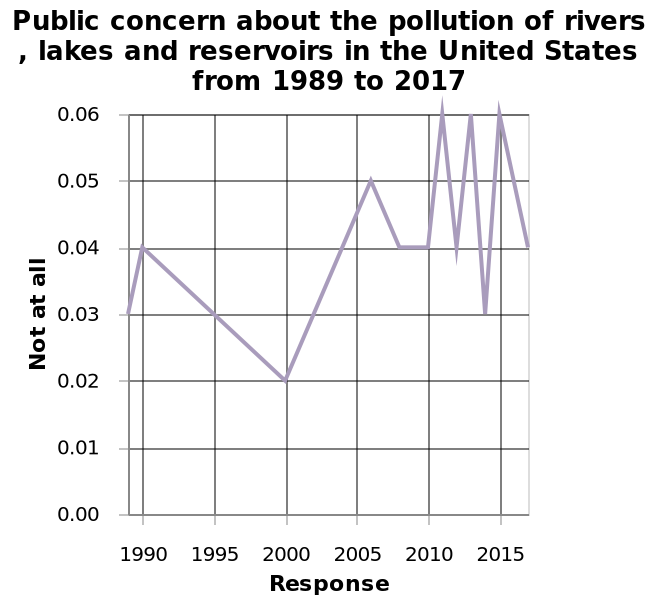 Public concern about the pollution of rivers
, lakes and reservoirs in the United States
from 1989 to 2017
0.06
0.05
0.04
0.03
0.02
0.01
0.00
Not at all
1990 1995 2000 2005 2010 2015
Response